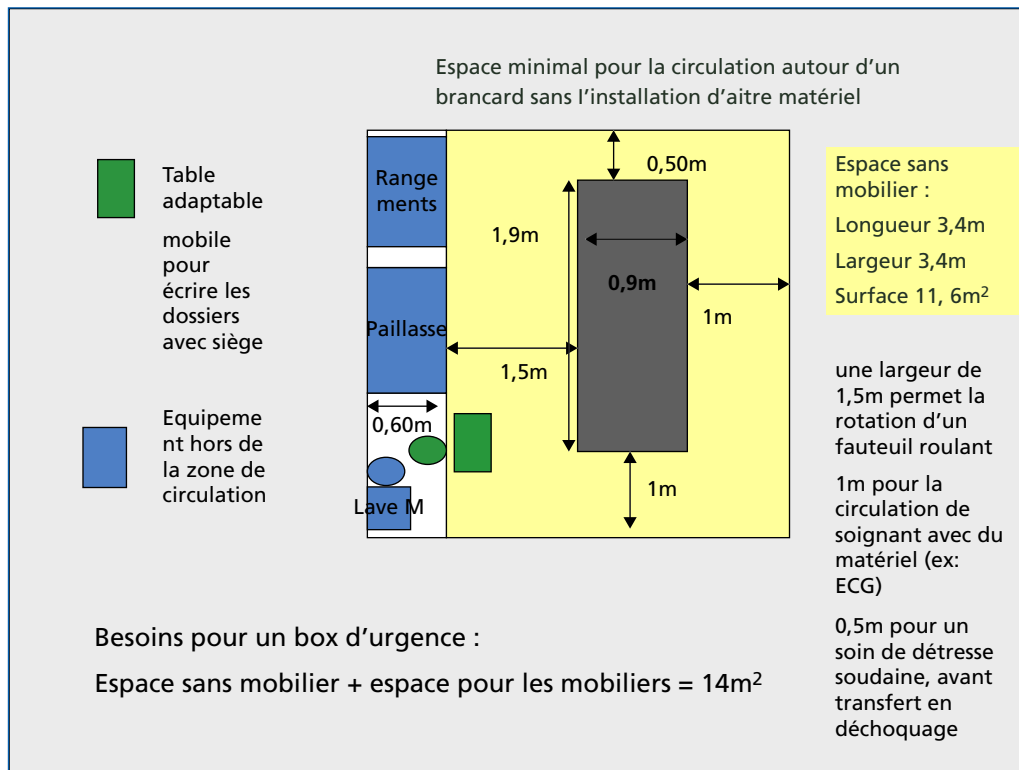 Espace minimal pour la circulation autour d’un
brancard sans l’installation d’aitre matériel
Table
adaptable
mobile
pour
écrire les
dossiers
avec siège
Equipeme
nt hors de
la zone de
circulation
Range
ments
Paillasse
0,60m
Lave M
0,50m
1,9m
0,9m
1m
1,5m
1m
Espace sans
mobilier :
Longueur 3,4m
Largeur 3,4m
Surface 11, 6m²
une largeur de
1,5m permet la
rotation d’un
fauteuil roulant
1m pour la
circulation de
soignant avec du
matériel (ex:
ECG)
0,5m pour un
soin de détresse
soudaine, avant
transfert en
déchoquage
Besoins pour un box d’urgence :
Espace sans mobilier + espace pour les mobiliers = 14m²